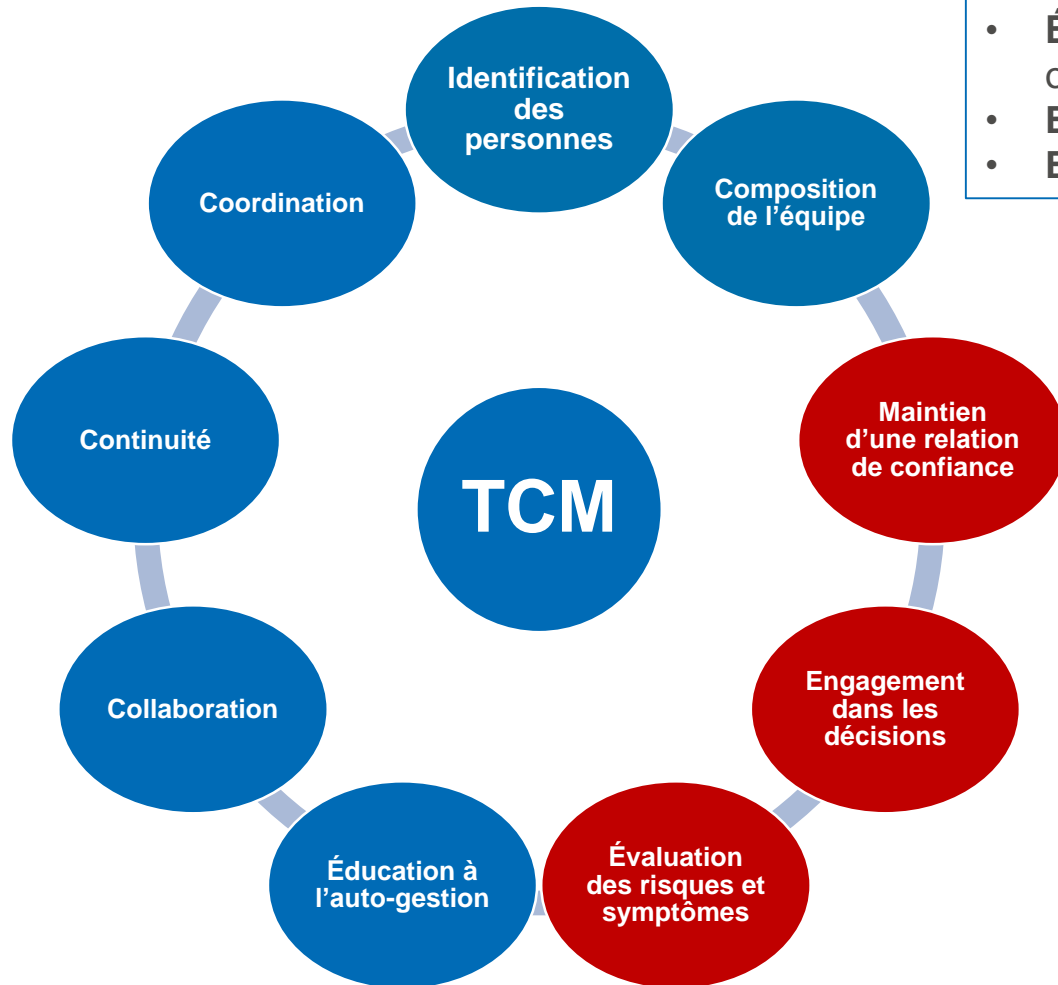 Identification
des
personnes
Composition
de l'équipe
Maintien
d'une relation
de confiance
Engagement
dans les
décisions
Évaluation
des risques et
symptômes
Éducation à
l'auto-gestion
Collaboration
Continuité
Coordination
TCM
•
•
•